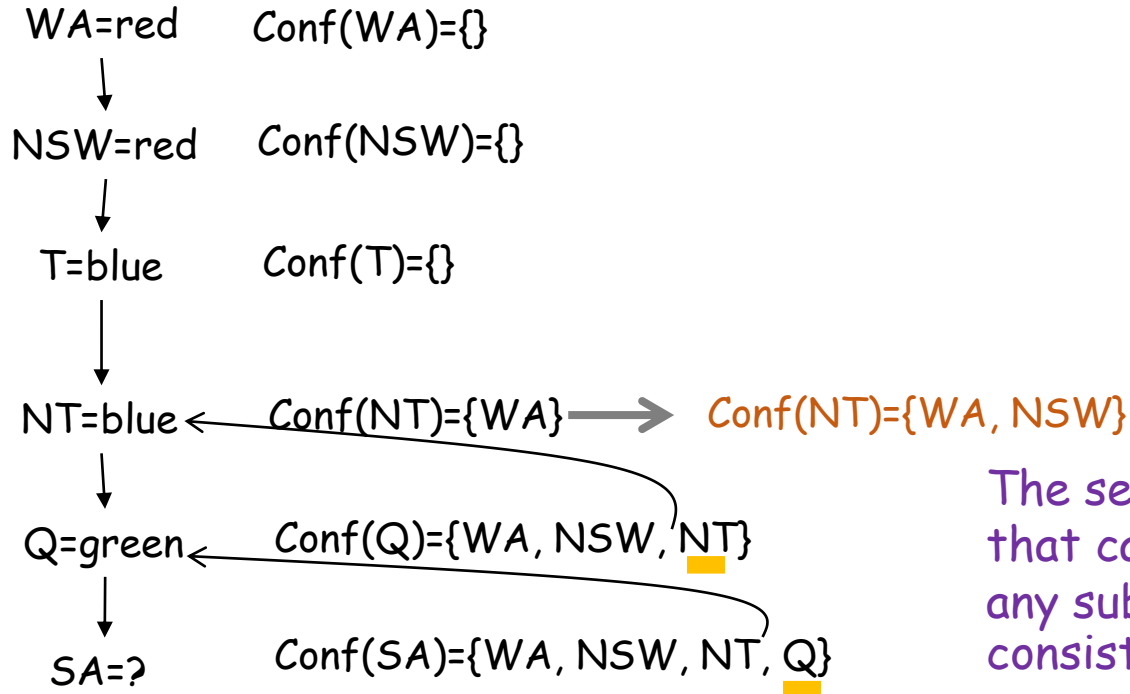 WA=red Conf(WA)={}
NSW=red Conf(NSW)={}
T=blue Conf(T)={}
NT=blue Conf(NT)={WA} Conf(NT)={WA, NSW}
The se
that co
any sub
Q=green Conf(Q)={WA, NSW, NT}
consist
SA=? Conf(SA)={WA, NSW, NT, Q}